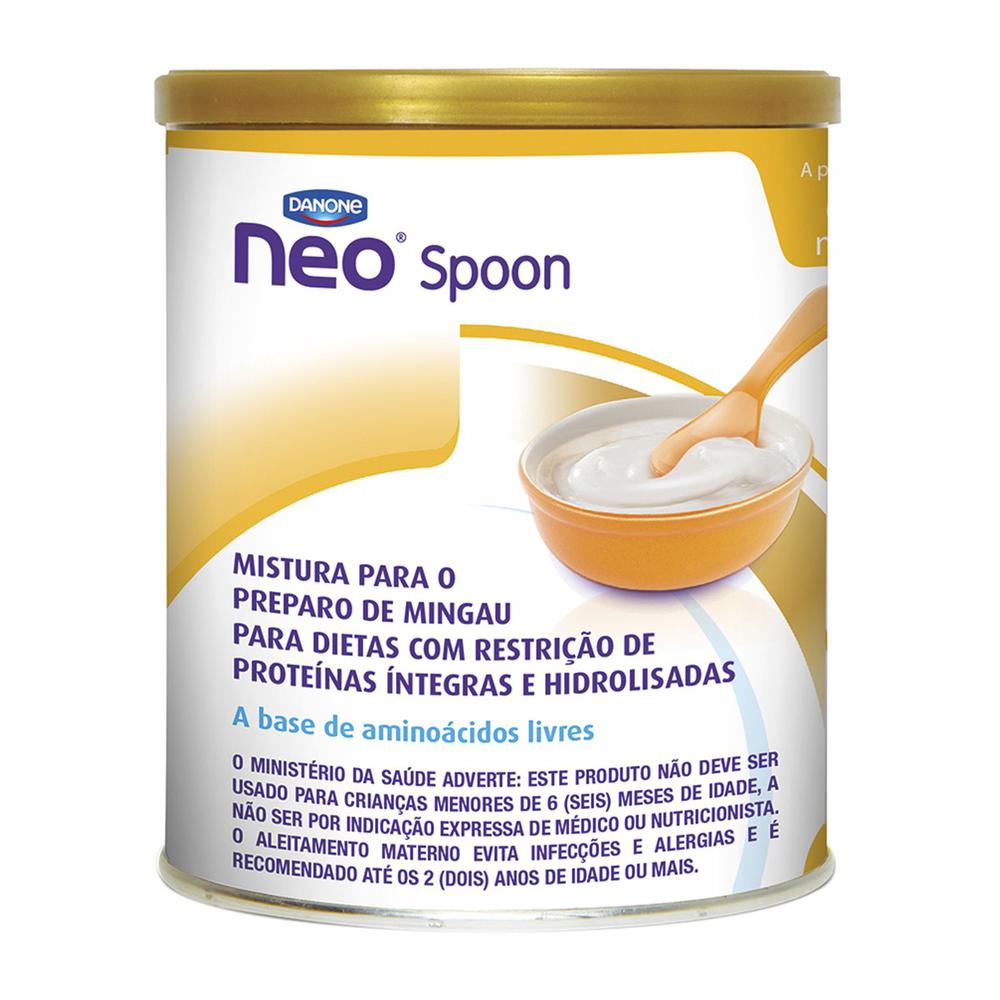 DANONE
neo® Spoon
A p
MISTURA PARA O
PREPARO DE MINGAU
PARA DIETAS COM RESTRIÇÃO DE
PROTEÍNAS ÍNTEGRAS E HIDROLISADAS
A base de aminoácidos livres
O MINISTÉRIO DA SAÚDE ADVERTE: ESTE PRODUTO NÃO DEVE SER
USADO PARA CRIANÇAS MENORES DE 6 (SEIS) MESES DE IDADE, A
NÃO SER POR INDICAÇÃO EXPRESSA DE MÉDICO OU NUTRICIONISTA.
O ALEITAMENTO MATERNO EVITA INFECÇÕES E ALERGIAS E É
RECOMENDADO ATÉ OS 2 (DOIS) ANOS DE IDADE OU MAIS.